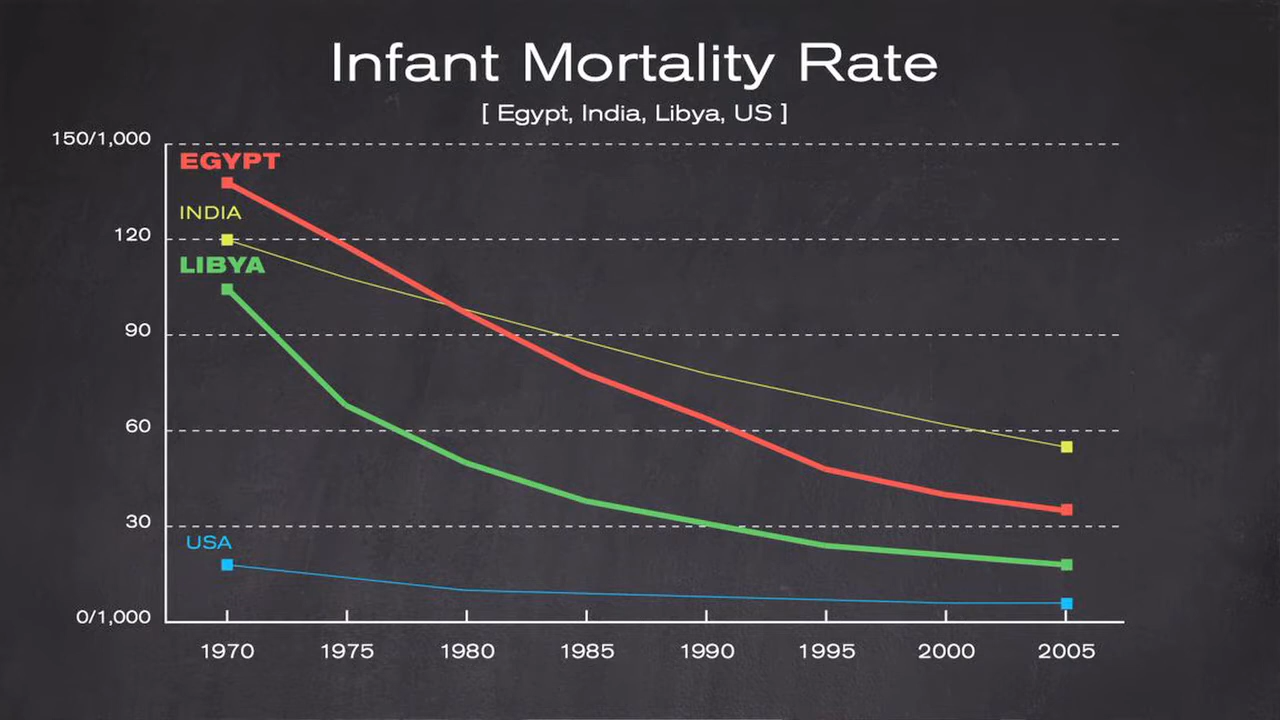 Infant Mortality Rate
[ Egypt, India, Libya, US ]
150/1,000
EGYPT
INDIA
120
LIBYA
90
60
30
USA
0/1,000
1970 1975 1980 1985 1990 1995 2000 2005